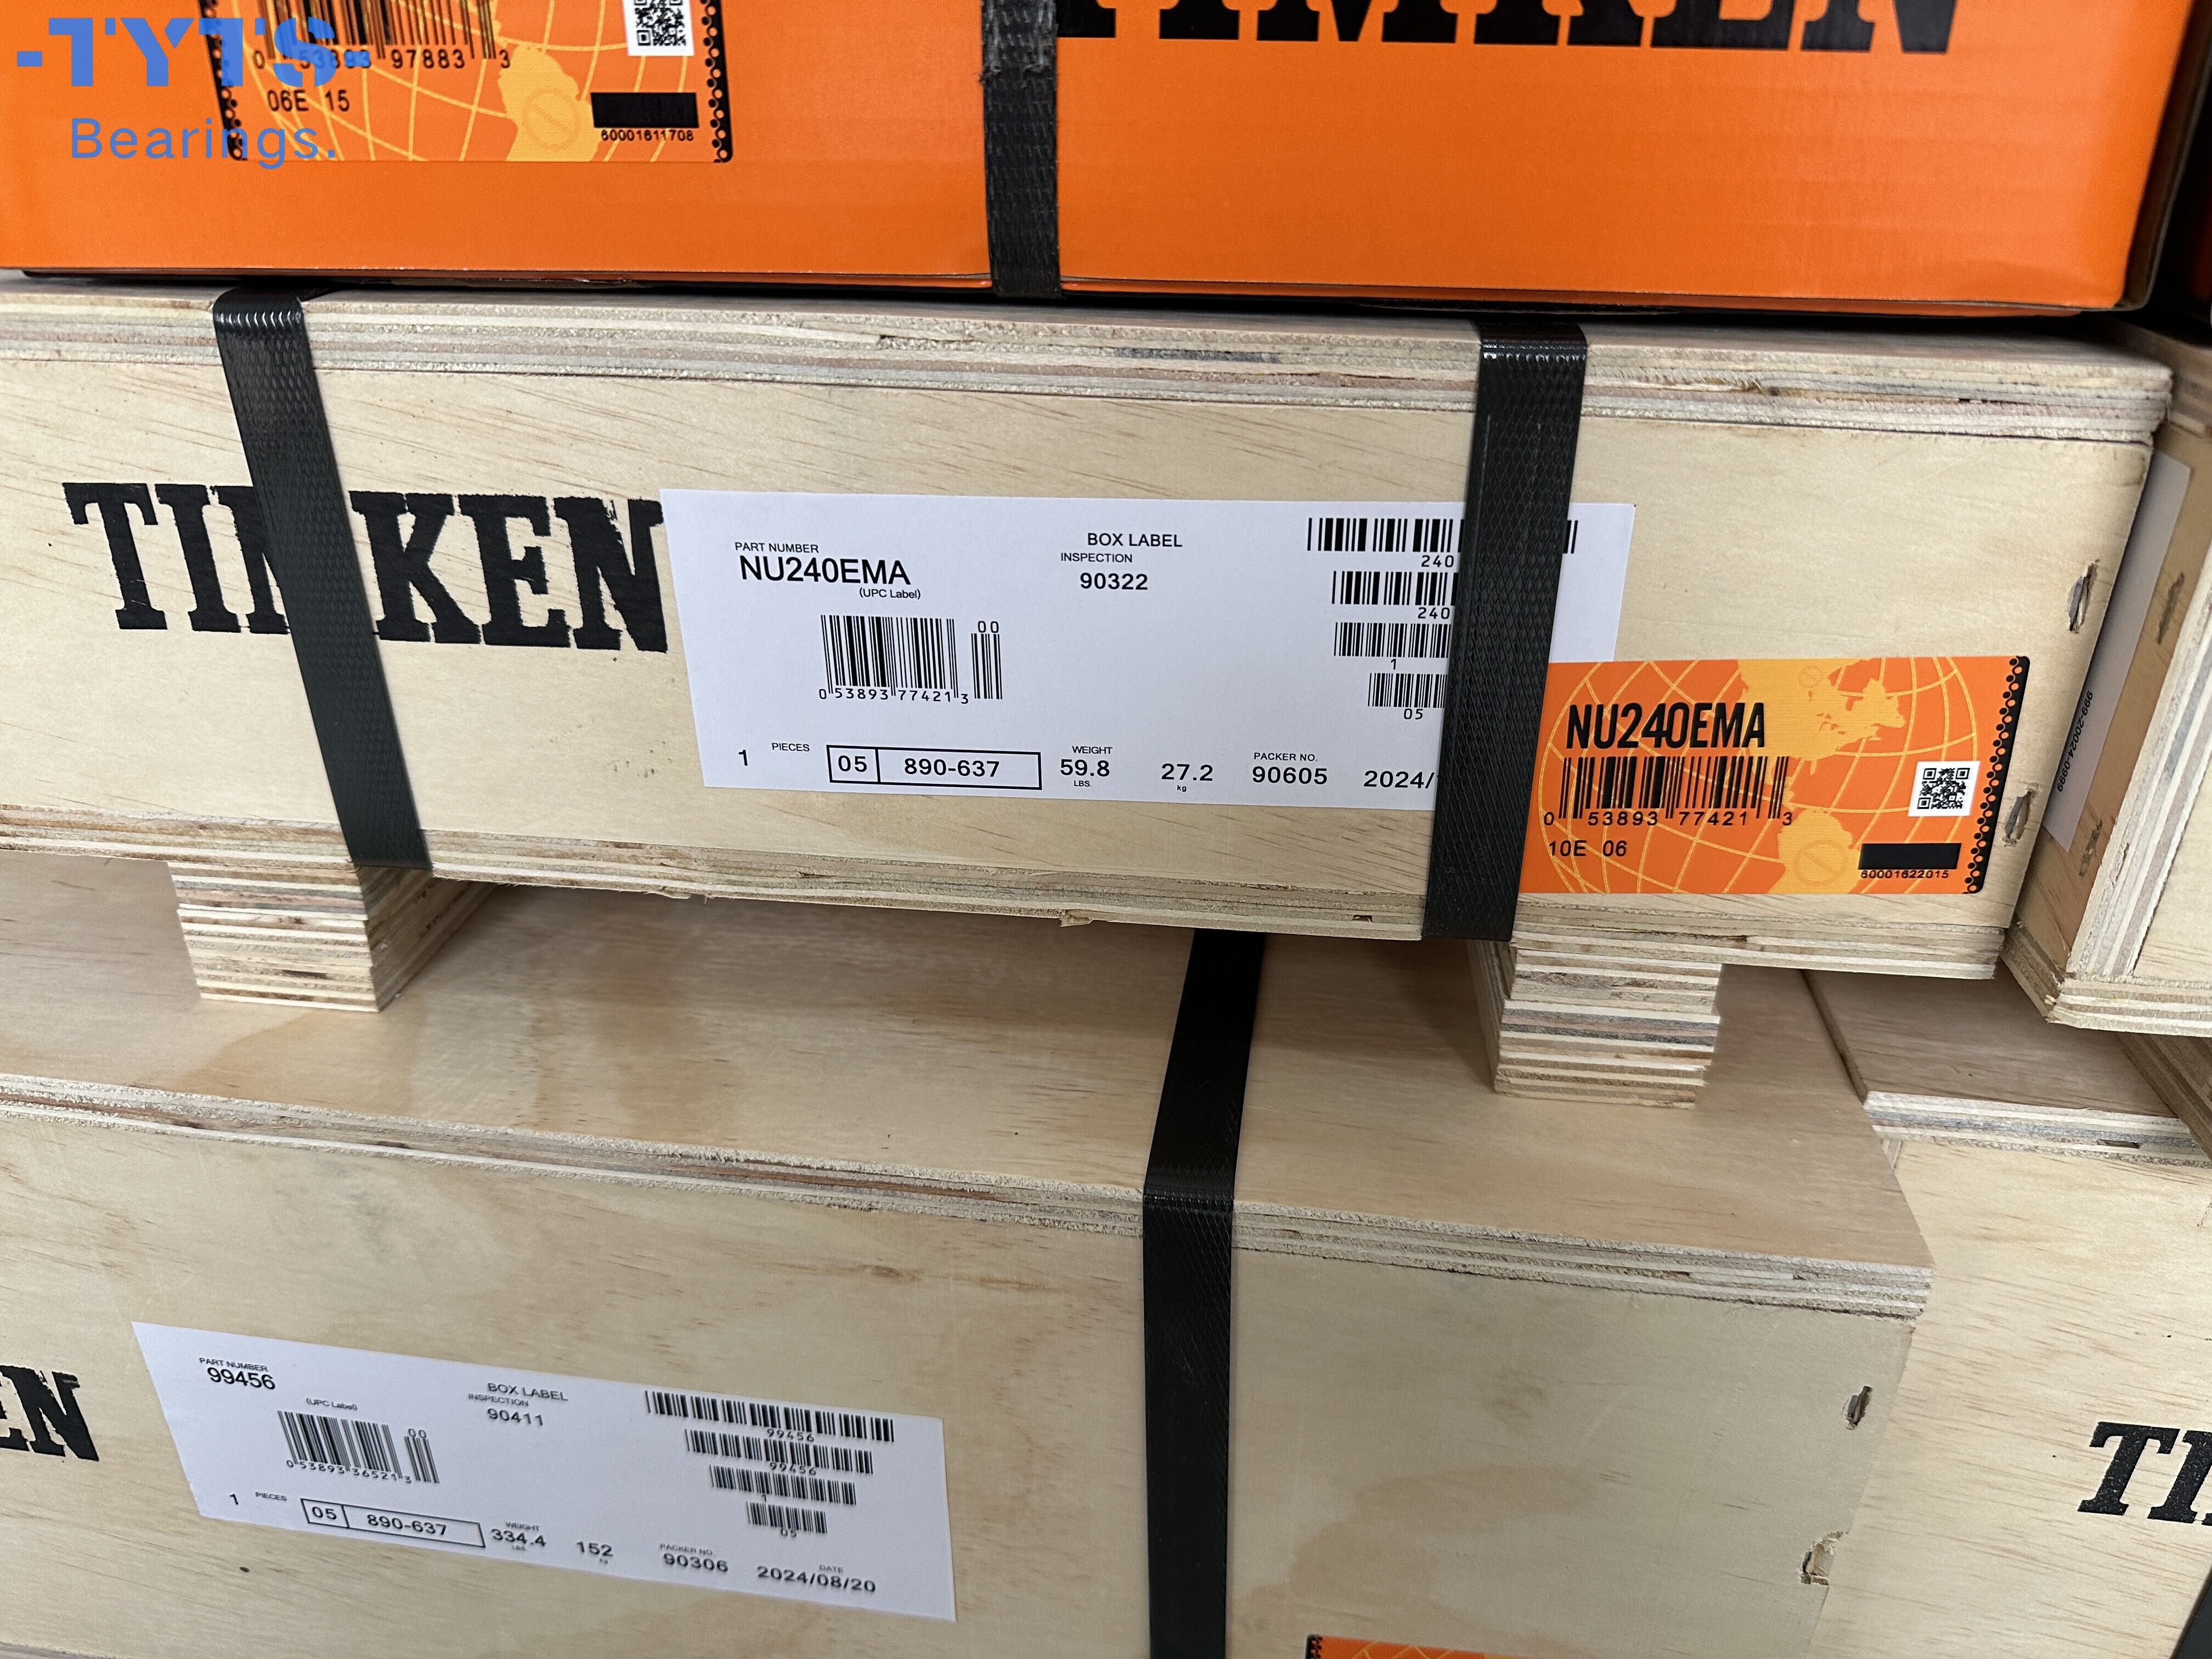 -TYTS-
Bearings.
0 53893 97883 3
06E 15
60001611708
TIMKEN
TIMKEN
PART NUMBER
NU240EMA
(UPC Label)
BOX LABEL
INSPECTION
90322
240
240
1
05
00
0 53893 77421 3
1 PIECES
05 890-637
WEIGHT
59.8
LBS.
27.2
kg
PACKER NO.
90605
2024/
NU240EMA
0 53893 77421 3
10E 06
60001622015
999-20024-0999
PART NUMBER
99456
(UPC Label)
BOX LABEL
INSPECTION
90411
99456
99456
1
05
00
0 53893 36521 3
1 PIECES
05 890-637
WEIGHT
334.4
LBS.
152
kg
PACKER NO.
90306
DATE
2024/08/20
EN
TI